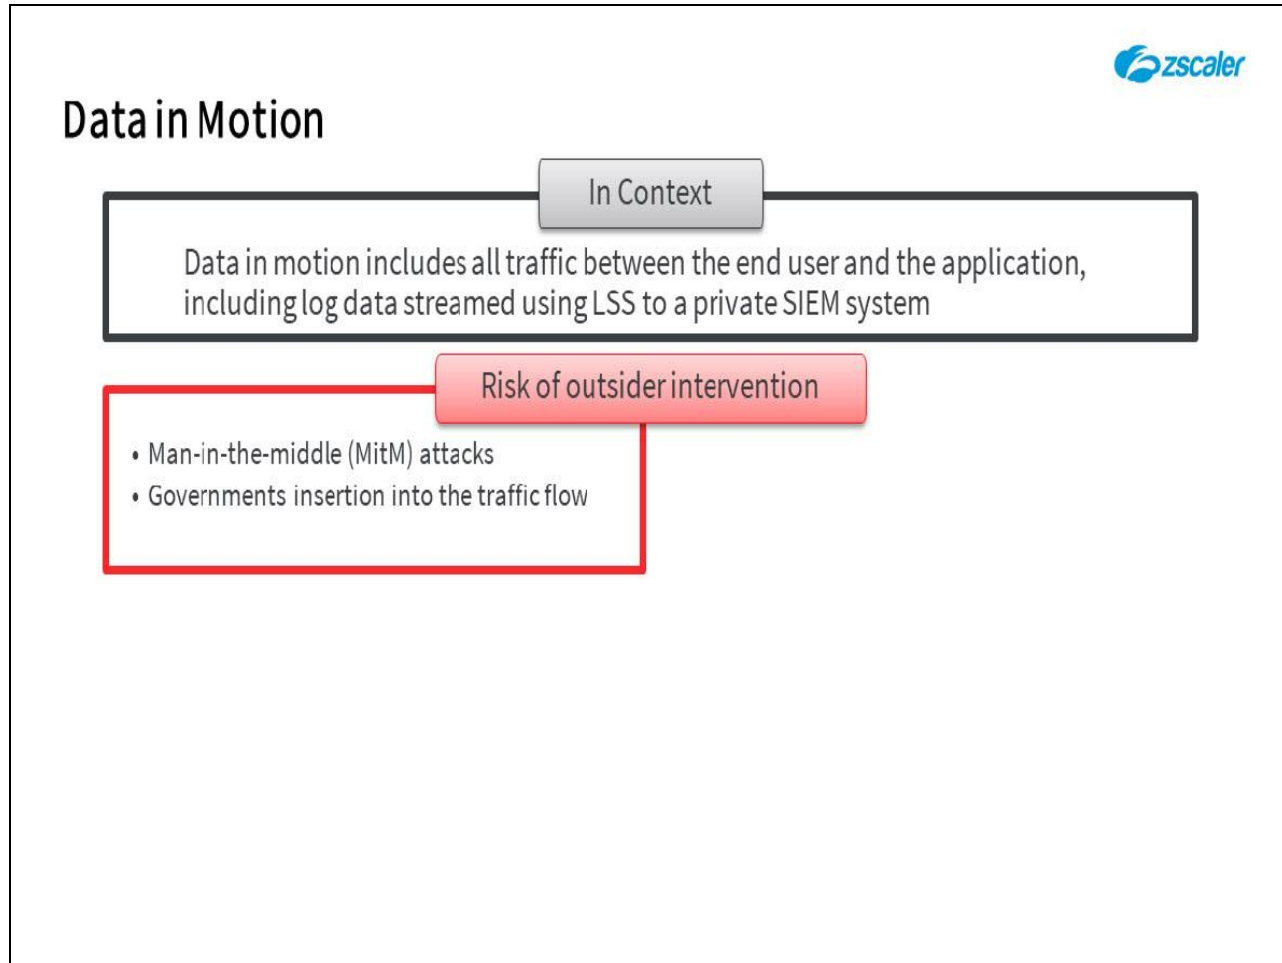 zscaler
Data in Motion
In Context
Data in motion includes all traffic between the end user and the application,
including log data streamed using LSS to a private SIEM system
Risk of outsider intervention
• Man-in-the-middle (MitM) attacks
• Governments insertion into the traffic flow